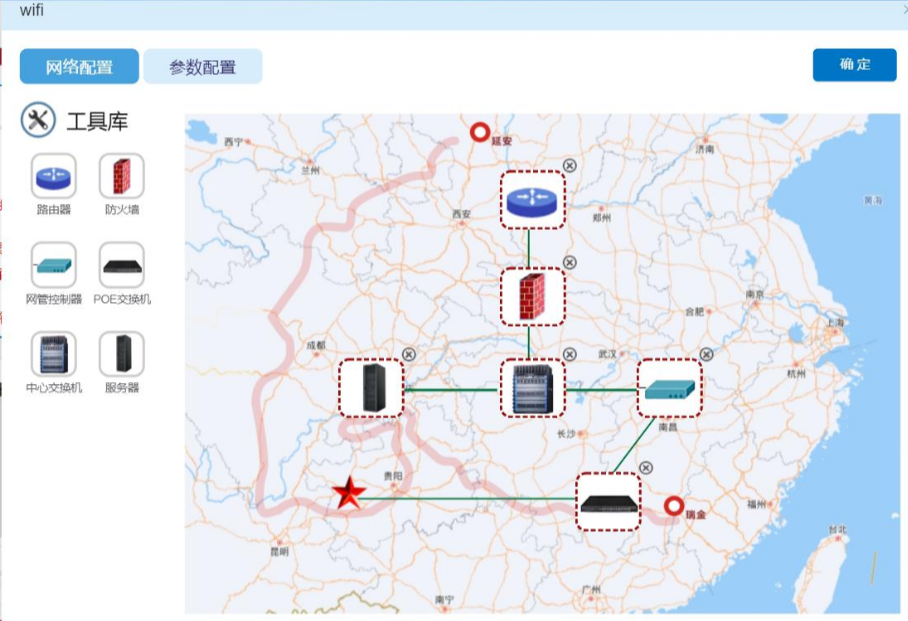 wifi
网络配置
参数配置
确定
工具库
路由器
防火墙
网管控制器
POE交换机
中心交换机
服务器
西宁
兰州
延安
济南
黄海
西安
郑州
南京
合肥
上海
成都
武汉
杭州
南昌
长沙
贵阳
瑞金
福州
台北
昆明
广州
南宁